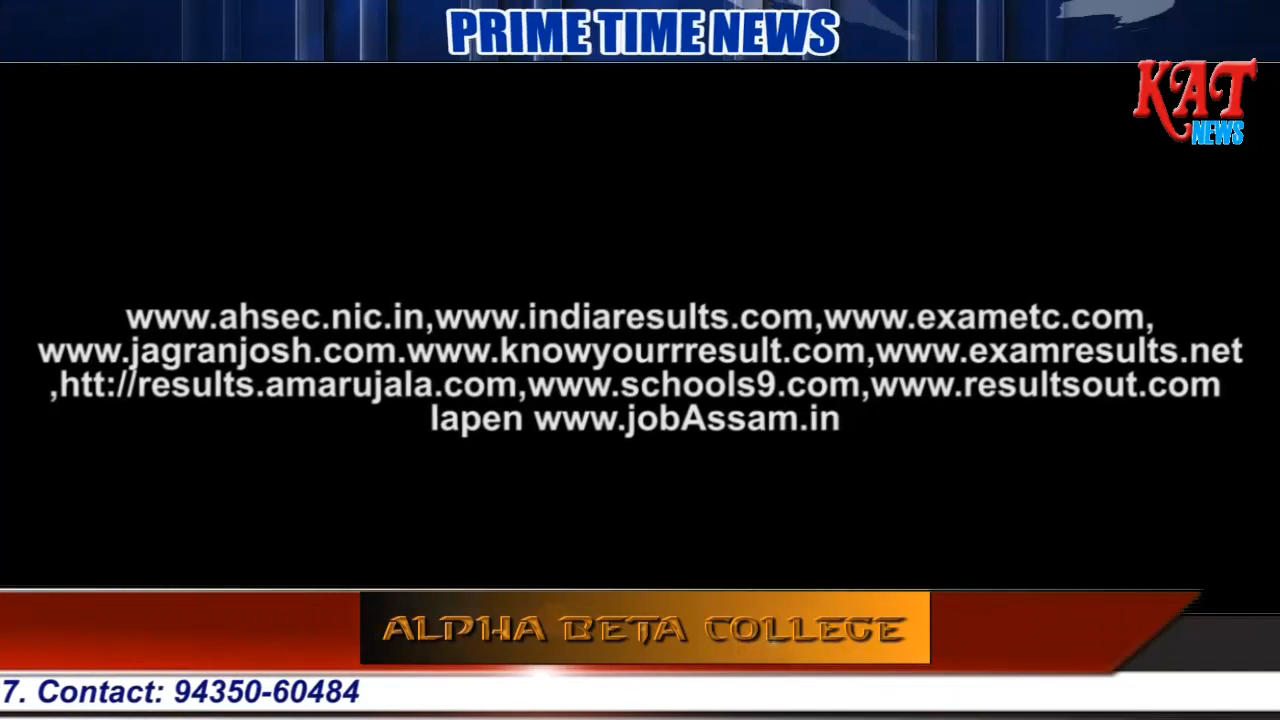 PRIME TIME NEWS
KAT
NEWS
www.ahsec.nic.in,www.indiaresults.com,www.exametc.com,
www.jagranjosh.com.www.knowyourrresult.com,www.examresults.net
,htt://results.amarujala.com,www.schools9.com,www.resultsout.com
lapen www.jobAssam.in
ALPHA BETA COLLEGE
7. Contact: 94350-60484